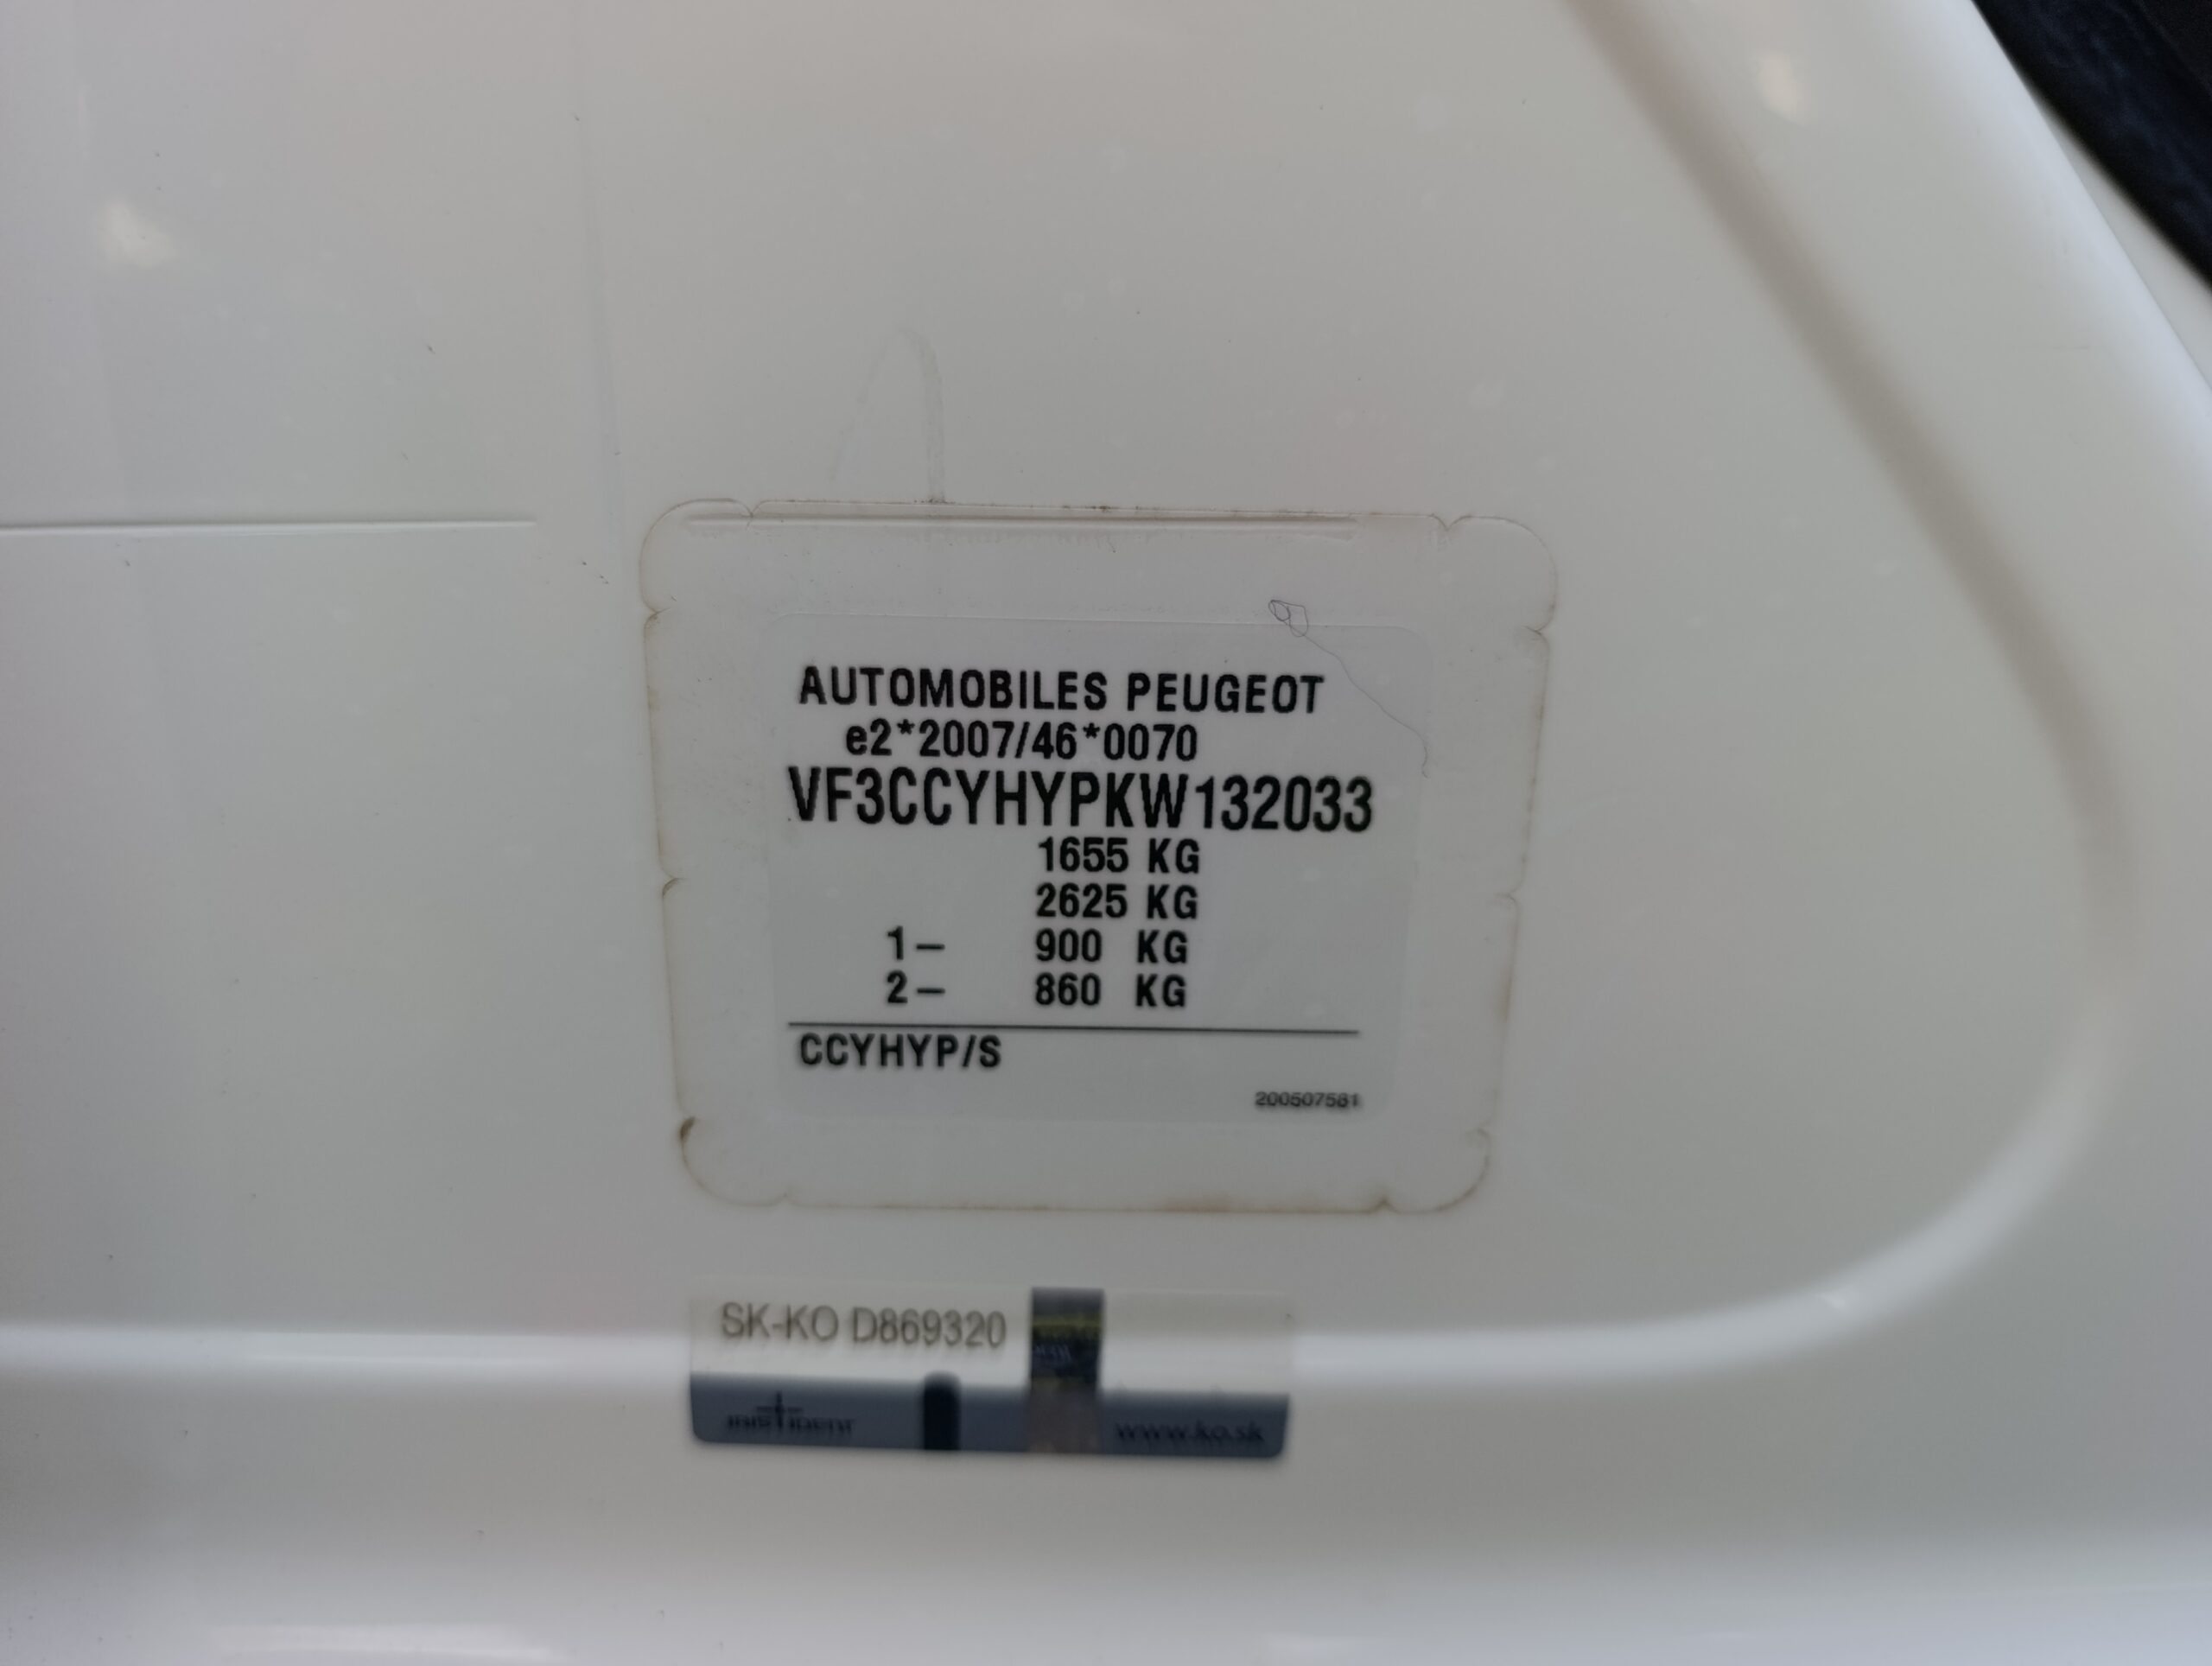 AUTOMOBILES PEUGEOT
e2*2007/46*0070
VF3CCYHYPKW132033
1655 KG
2625 KG
1– 900 KG
2– 860 KG
CCYHYP/S
200507581
SK-KO D869320
www.ko.sk